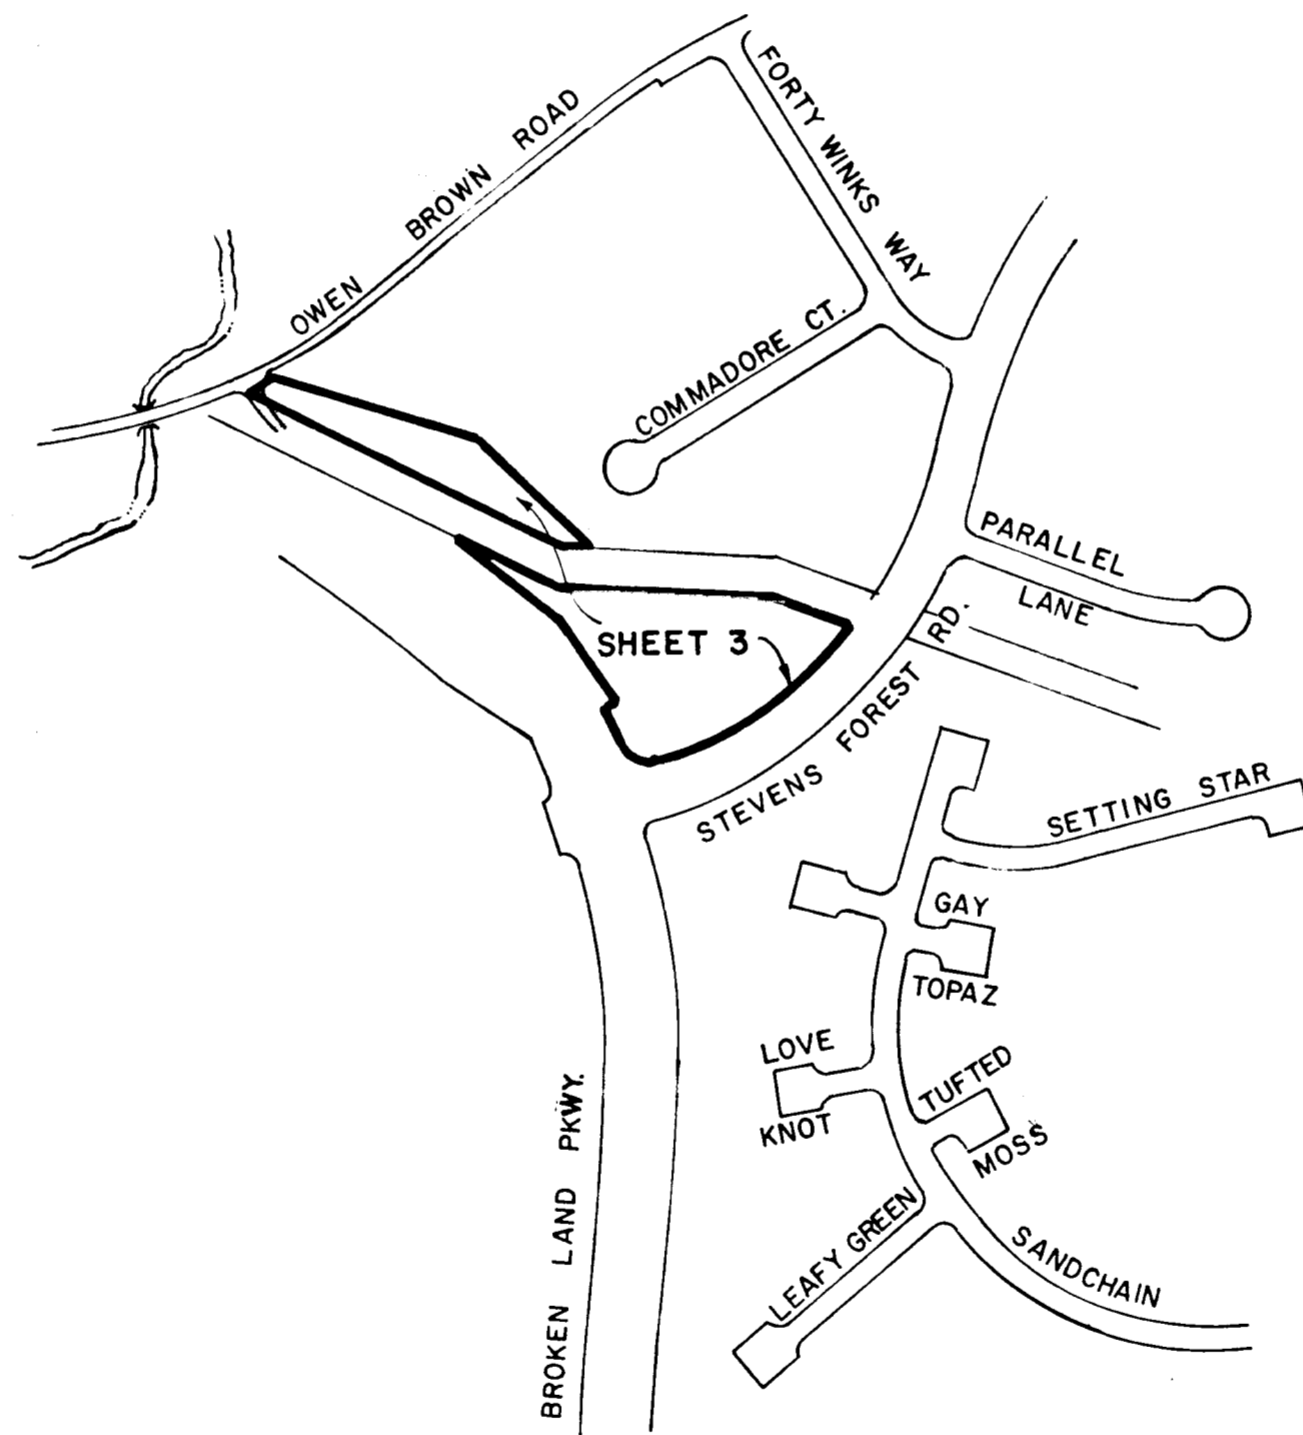 OWEN BROWN ROAD
FORTY WINKS WAY
COMMADORE CT.
PARALLEL
LANE
SHEET 3
STEVENS FOREST RD.
SETTING STAR
GAY
TOPAZ
LOVE
KNOT
TUFTED
MOSS
LEAFY GREEN
SANDCHAIN
BROKEN LAND PKWY.